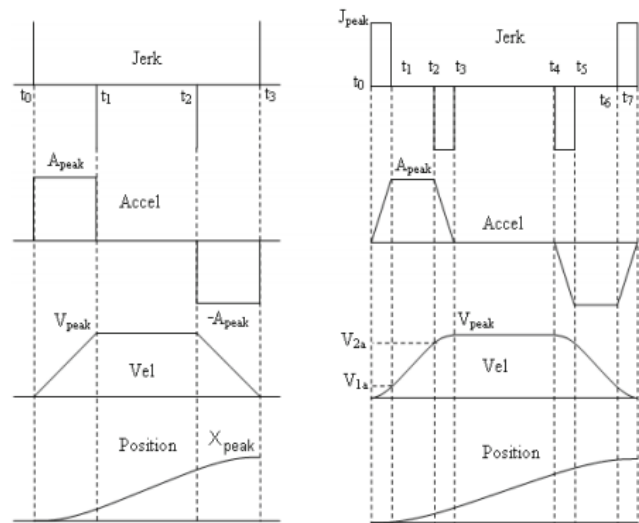 Jerk
t0 t1 t2 t3
Apeak
Accel
-Apeak
Vpeak
Vel
Position
Xpeak
Jpeak
Jerk
t0 t1 t2 t3 t4 t5 t6 t7
Apeak
Accel
Vpeak
V2a
V1a
Vel
Position